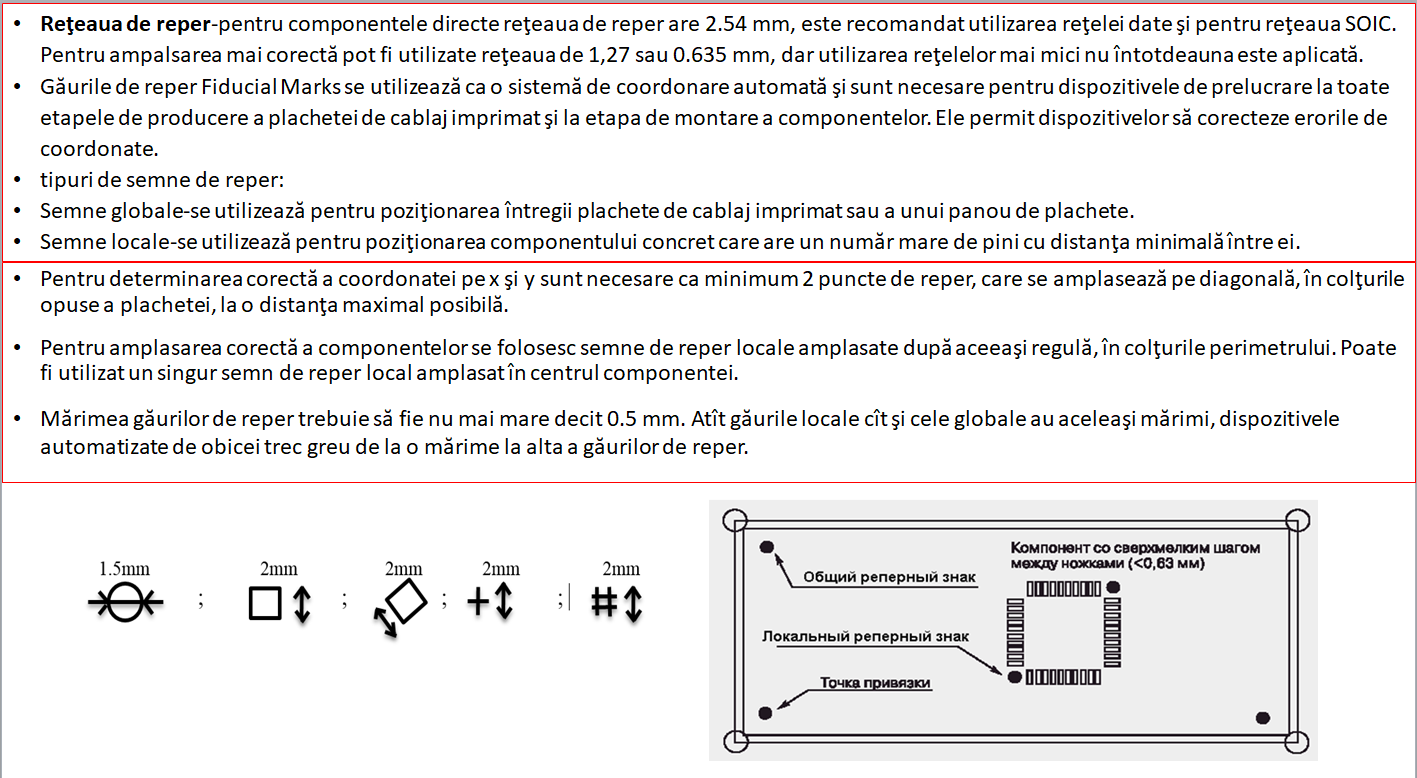 • Reţeaua de reper-pentru componentele directe reţeaua de reper are 2.54 mm, este recomandat utilizarea reţelei date şi pentru reţeaua SOIC.
Pentru ampalsarea mai corectă pot fi utilizate reţeaua de 1,27 sau 0.635 mm, dar utilizarea reţelelor mai mici nu întotdeauna este aplicată.
• Găurile de reper Fiducial Marks se utilizează ca o sistemă de coordonare automată şi sunt necesare pentru dispozitivele de prelucrare la toate
etapele de producere a plachetei de cablaj imprimat şi la etapa de montare a componentelor. Ele permit dispozitivelor să corecteze erorile de
coordonate.
• tipuri de semne de reper:
• Semne globale-se utilizează pentru poziţionarea întregii plachete de cablaj imprimat sau a unui panou de plachete.
• Semne locale-se utilizează pentru poziţionarea componentului concret care are un număr mare de pini cu distanţa minimală între ei.
• Pentru determinarea corectă a coordonatei pe x şi y sunt necesare ca minimum 2 puncte de reper, care se amplasează pe diagonală, în colţurile
opuse a plachetei, la o distanţa maximal posibilă.
• Pentru amplasarea corectă a componentelor se folosesc semne de reper locale amplasate după aceeaşi regulă, în colţurile perimetrului. Poate
fi utilizat un singur semn de reper local amplasat în centrul componentei.
• Mărimea găurilor de reper trebuie să fie nu mai mare decit 0.5 mm. Atît găurile locale cît şi cele globale au aceleaşi mărimi, dispozitivele
automatizate de obicei trec greu de la o mărime la alta a găurilor de reper.
1.5mm ; 2mm ; 2mm ; 2mm ; 2mm
Компонент со сверхмелким шагом
между ножками (<0,63 мм)
Общий реперный знак
Локальный реперный знак
Точка привязки